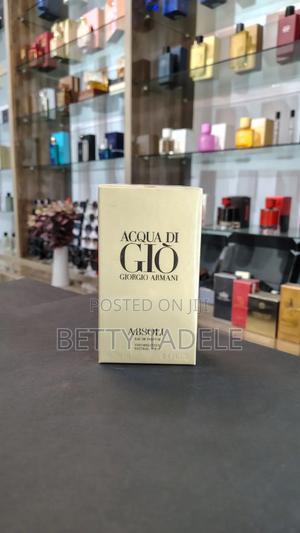 ACQUA DI
GIÒ
GIORGIO ARMANI
POSTED ON JIJI
BETTY ADELE
ABSOLU
EAU DE PARFUM